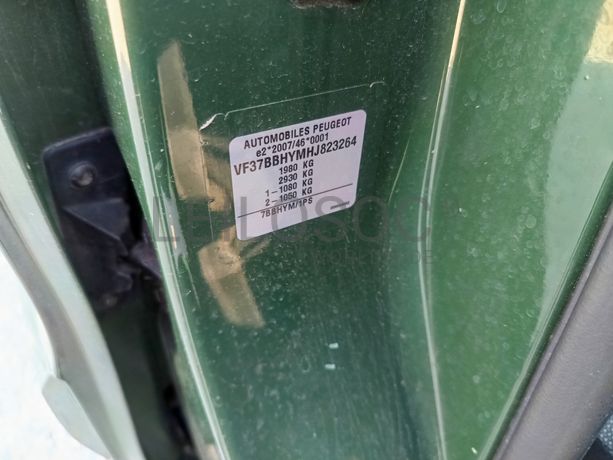 AUTOMOBILES PEUGEOT
e2*2007/46*0001
VF37BBHYMHJ823264
1980 KG
2930 KG
1-1080 KG
2-1050 KG
7BBHYM/1PS